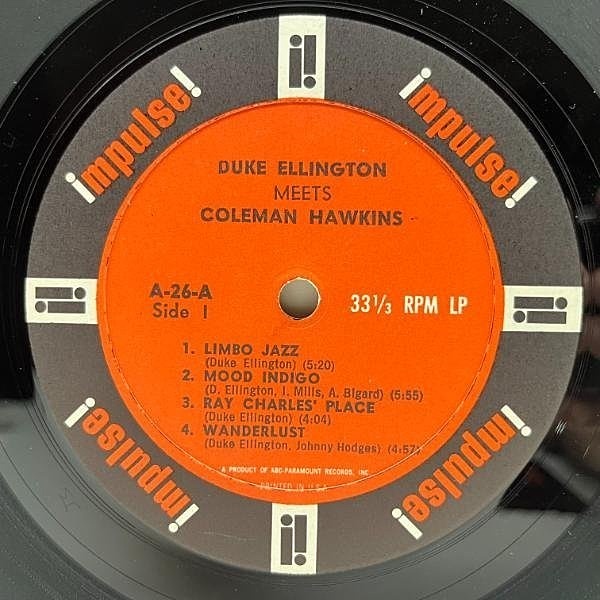 impulse!
impulse!
DUKE ELLINGTON
MEETS
COLEMAN HAWKINS
A-26-A
Side 1
33⅓ RPM LP
1. LIMBO JAZZ
(Duke Ellington) (5:20)
2. MOOD INDIGO
(D. Ellington, I. Mills, A. Bigard) (5:55)
3. RAY CHARLES' PLACE
(Duke Ellington) (4:04)
4. WANDERLUST
(Duke Ellington, Johnny Hodges) (4:57)
A PRODUCT OF ABC-PARAMOUNT RECORDS, INC
PRINTED IN U.S.A.
impulse!
impulse!